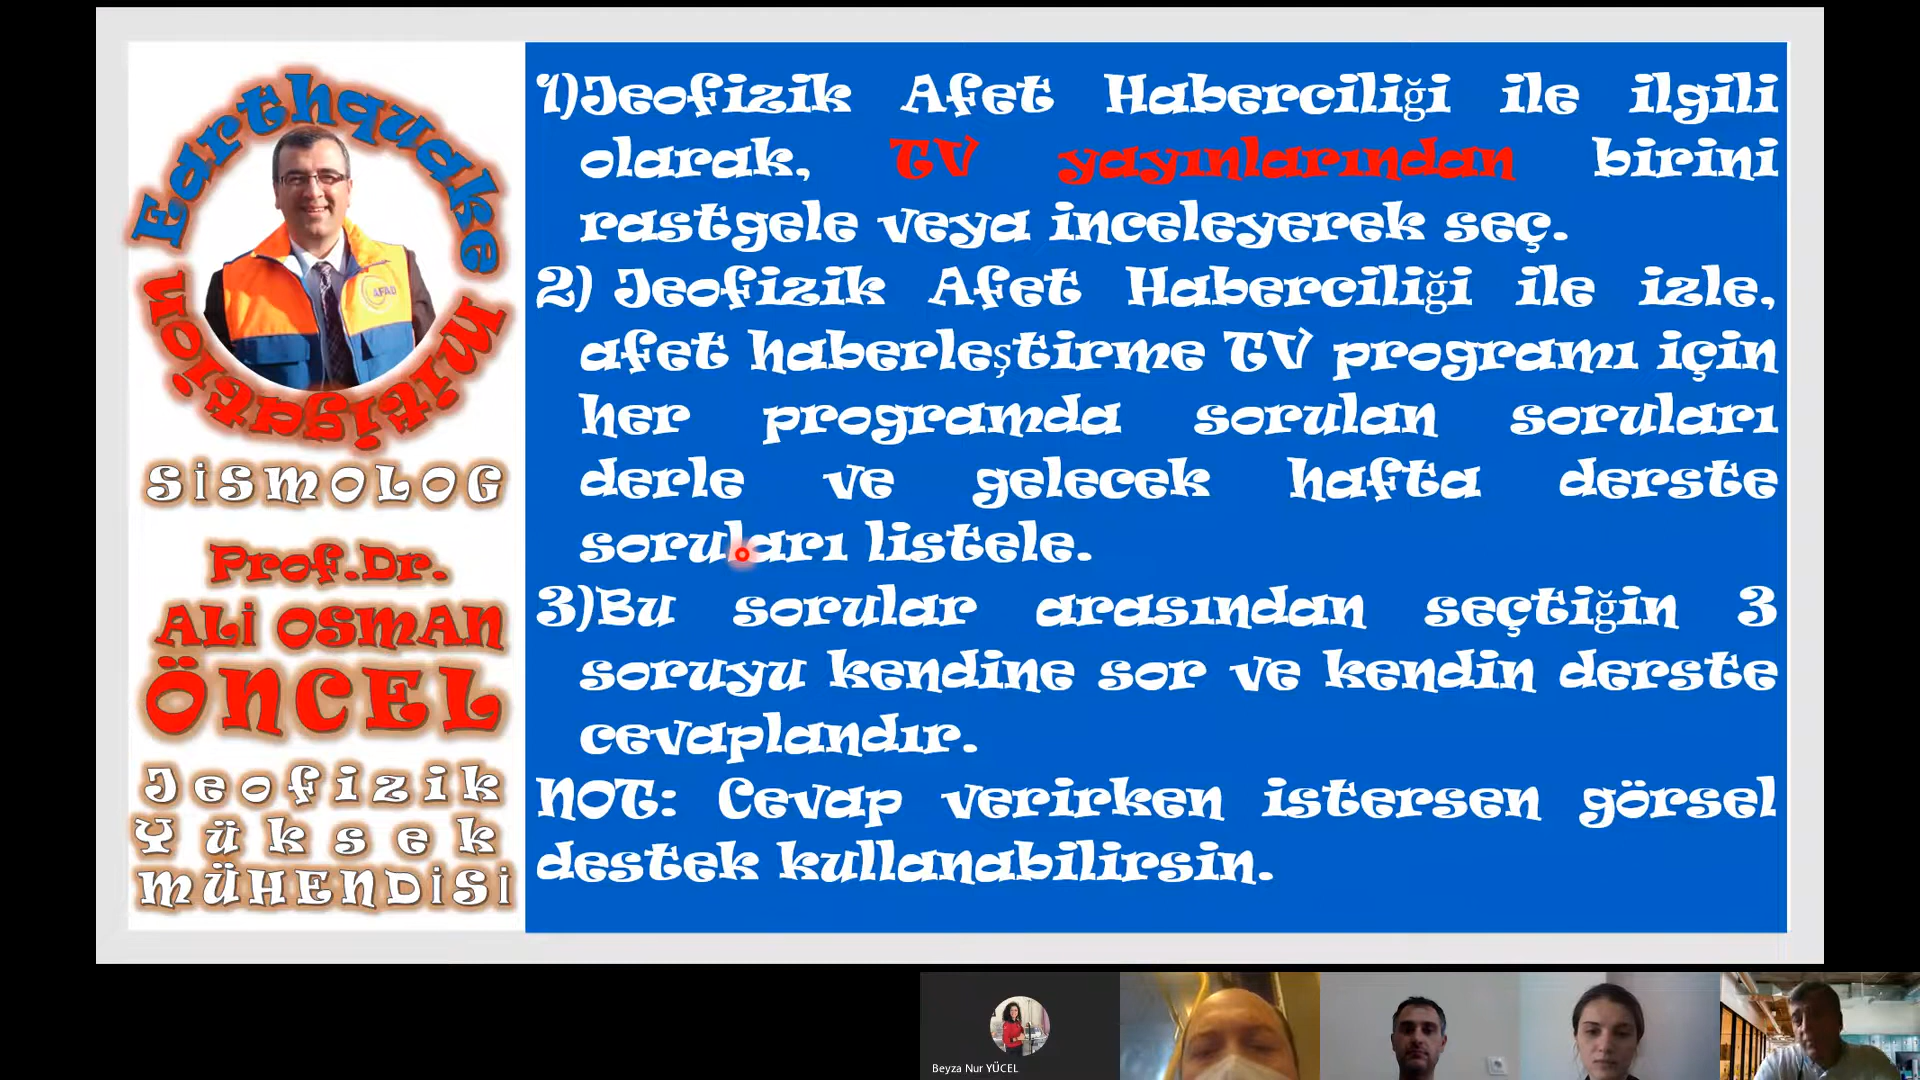 Earthquake
Mitigation
AFAD
SİSMOLOG
Prof.Dr.
ALİ OSMAN
ÖNCEL
Jeofizik
Yüksek
MÜHENDİSİ
1)Jeofizik Afet Haberciliği ile ilgili
olarak, TV yayınlarından birini
rastgele veya inceleyerek seç.
2) Jeofizik Afet Haberciliği ile izle,
afet haberleştirme TV programı için
her programda sorulan soruları
derle ve gelecek hafta derste
soruları listele.
3)Bu sorular arasından seçtiğin 3
soruyu kendine sor ve kendin derste
cevaplandır.
NOT: Cevap verirken istersen görsel
destek kullanabilirsin.
Beyza Nur YÜCEL